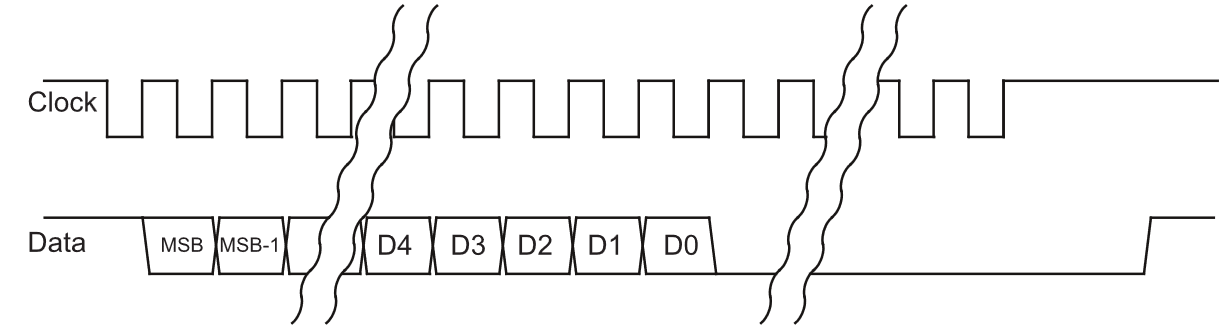 Clock
Data MSB MSB-1 D4 D3 D2 D1 D0